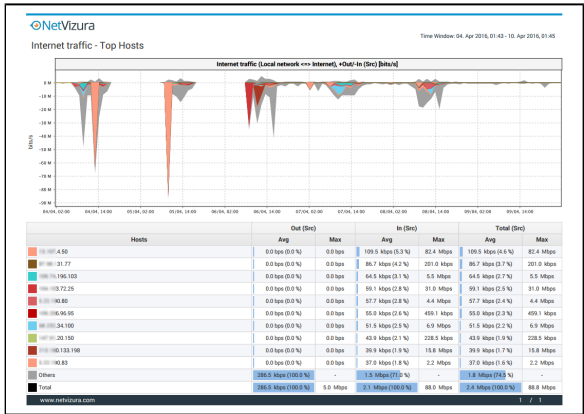 NetVizura
Time Window: 04. Apr 2016, 01:43 - 10. Apr 2016, 01:45
Internet traffic - Top Hosts
Internet traffic (Local network <=> Internet), +Out/-In (Src) [bits/s]
bits/s
0 M
-10 M
-20 M
-30 M
-40 M
-50 M
-60 M
-70 M
-80 M
-90 M
04/04, 02:00 04/04, 14:00 05/04, 02:00 05/04, 14:00 06/04, 02:00 06/04, 14:00 07/04, 02:00 07/04, 14:00 08/04, 02:00 08/04, 14:00 09/04, 02:00 09/04, 14:00
Hosts Out (Src) In (Src) Total (Src)
Avg Max Avg Max Avg Max
.4.50 0.0 bps (0.0 %) 0.0 bps 109.5 kbps (5.3 %) 82.4 Mbps 109.5 kbps (4.6 %) 82.4 Mbps
31.77 0.0 bps (0.0 %) 0.0 bps 86.7 kbps (4.2 %) 201.0 kbps 86.7 kbps (3.7 %) 201.0 kbps
.196.103 0.0 bps (0.0 %) 0.0 bps 64.5 kbps (3.1 %) 5.5 Mbps 64.5 kbps (2.7 %) 5.5 Mbps
3.72.25 0.0 bps (0.0 %) 0.0 bps 59.1 kbps (2.8 %) 31.0 Mbps 59.1 kbps (2.5 %) 31.0 Mbps
0.80 0.0 bps (0.0 %) 0.0 bps 57.7 kbps (2.8 %) 4.4 Mbps 57.7 kbps (2.4 %) 4.4 Mbps
6.96.95 0.0 bps (0.0 %) 0.0 bps 55.0 kbps (2.6 %) 459.1 kbps 55.0 kbps (2.3 %) 459.1 kbps
.34.100 0.0 bps (0.0 %) 0.0 bps 51.5 kbps (2.5 %) 6.9 Mbps 51.5 kbps (2.2 %) 6.9 Mbps
.20.150 0.0 bps (0.0 %) 0.0 bps 43.9 kbps (2.1 %) 228.5 kbps 43.9 kbps (1.9 %) 228.5 kbps
0.133.198 0.0 bps (0.0 %) 0.0 bps 39.9 kbps (1.9 %) 15.8 Mbps 39.9 kbps (1.7 %) 15.8 Mbps
0.83 0.0 bps (0.0 %) 0.0 bps 37.0 kbps (1.8 %) 2.2 Mbps 37.0 kbps (1.6 %) 2.2 Mbps
Others 286.5 kbps (100.0 %) - 1.5 Mbps (71.0 %) - 1.8 Mbps (74.5 %) -
Total 286.5 kbps (100.0 %) 5.0 Mbps 2.1 Mbps (100.0 %) 88.0 Mbps 2.4 Mbps (100.0 %) 88.8 Mbps
www.netvizura.com 1 / 1